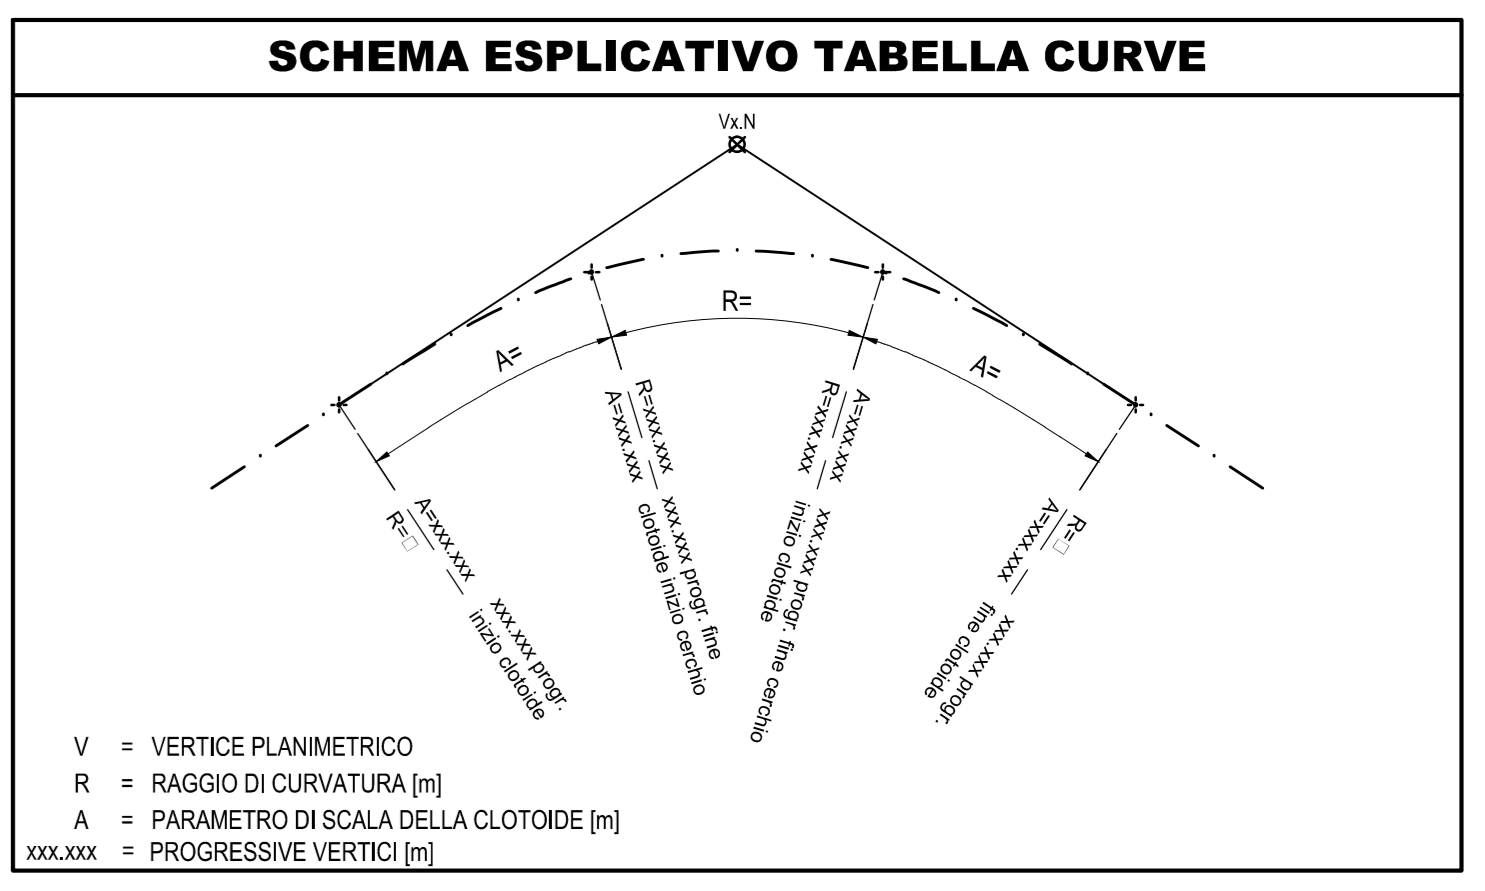 SCHEMA ESPLICATIVO TABELLA CURVE
Vx.N
R=
A=
A=
A=xxx.xxx
R=□
xxx.xxx progr.
inizio clotoide
R=xxx.xxx
A=xxx.xxx
xxx.xxx progr. fine
clotoide inizio cerchio
A=xxx.xxx
R=xxx.xxx
xxx.xxx progr. fine cerchio
inizio clotoide
R=□
A=xxx.xxx
xxx.xxx progr.
fine clotoide
V = VERTICE PLANIMETRICO
R = RAGGIO DI CURVATURA [m]
A = PARAMETRO DI SCALA DELLA CLOTOIDE [m]
xxx.xxx = PROGRESSIVE VERTICI [m]